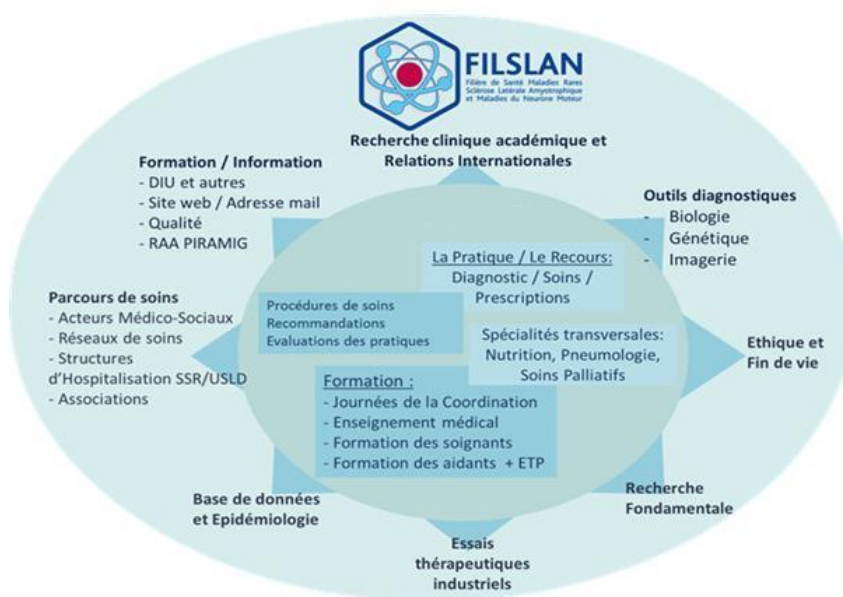 FILSLAN
Filière de Santé Maladies Rares
Sclérose Latérale Amyotrophique
et Maladies du Neurone Moteur
Recherche clinique académique et
Relations Internationales
Formation / Information
- DIU et autres
- Site web / Adresse mail
- Qualité
- RAA PIRAMIG
Outils diagnostiques
- Biologie
- Génétique
- Imagerie
La Pratique / Le Recours:
Diagnostic / Soins /
Prescriptions
Parcours de soins
- Acteurs Médico-Sociaux
- Réseaux de soins
- Structures
d'Hospitalisation SSR/USLD
- Associations
Procédures de soins
Recommandations
Evaluations des pratiques
Spécialités transversales:
Nutrition, Pneumologie,
Soins Palliatifs
Ethique et
Fin de vie
Formation :
- Journées de la Coordination
- Enseignement médical
- Formation des soignants
- Formation des aidants + ETP
Base de données
et Epidémiologie
Recherche
Fondamentale
Essais
thérapeutiques
industriels